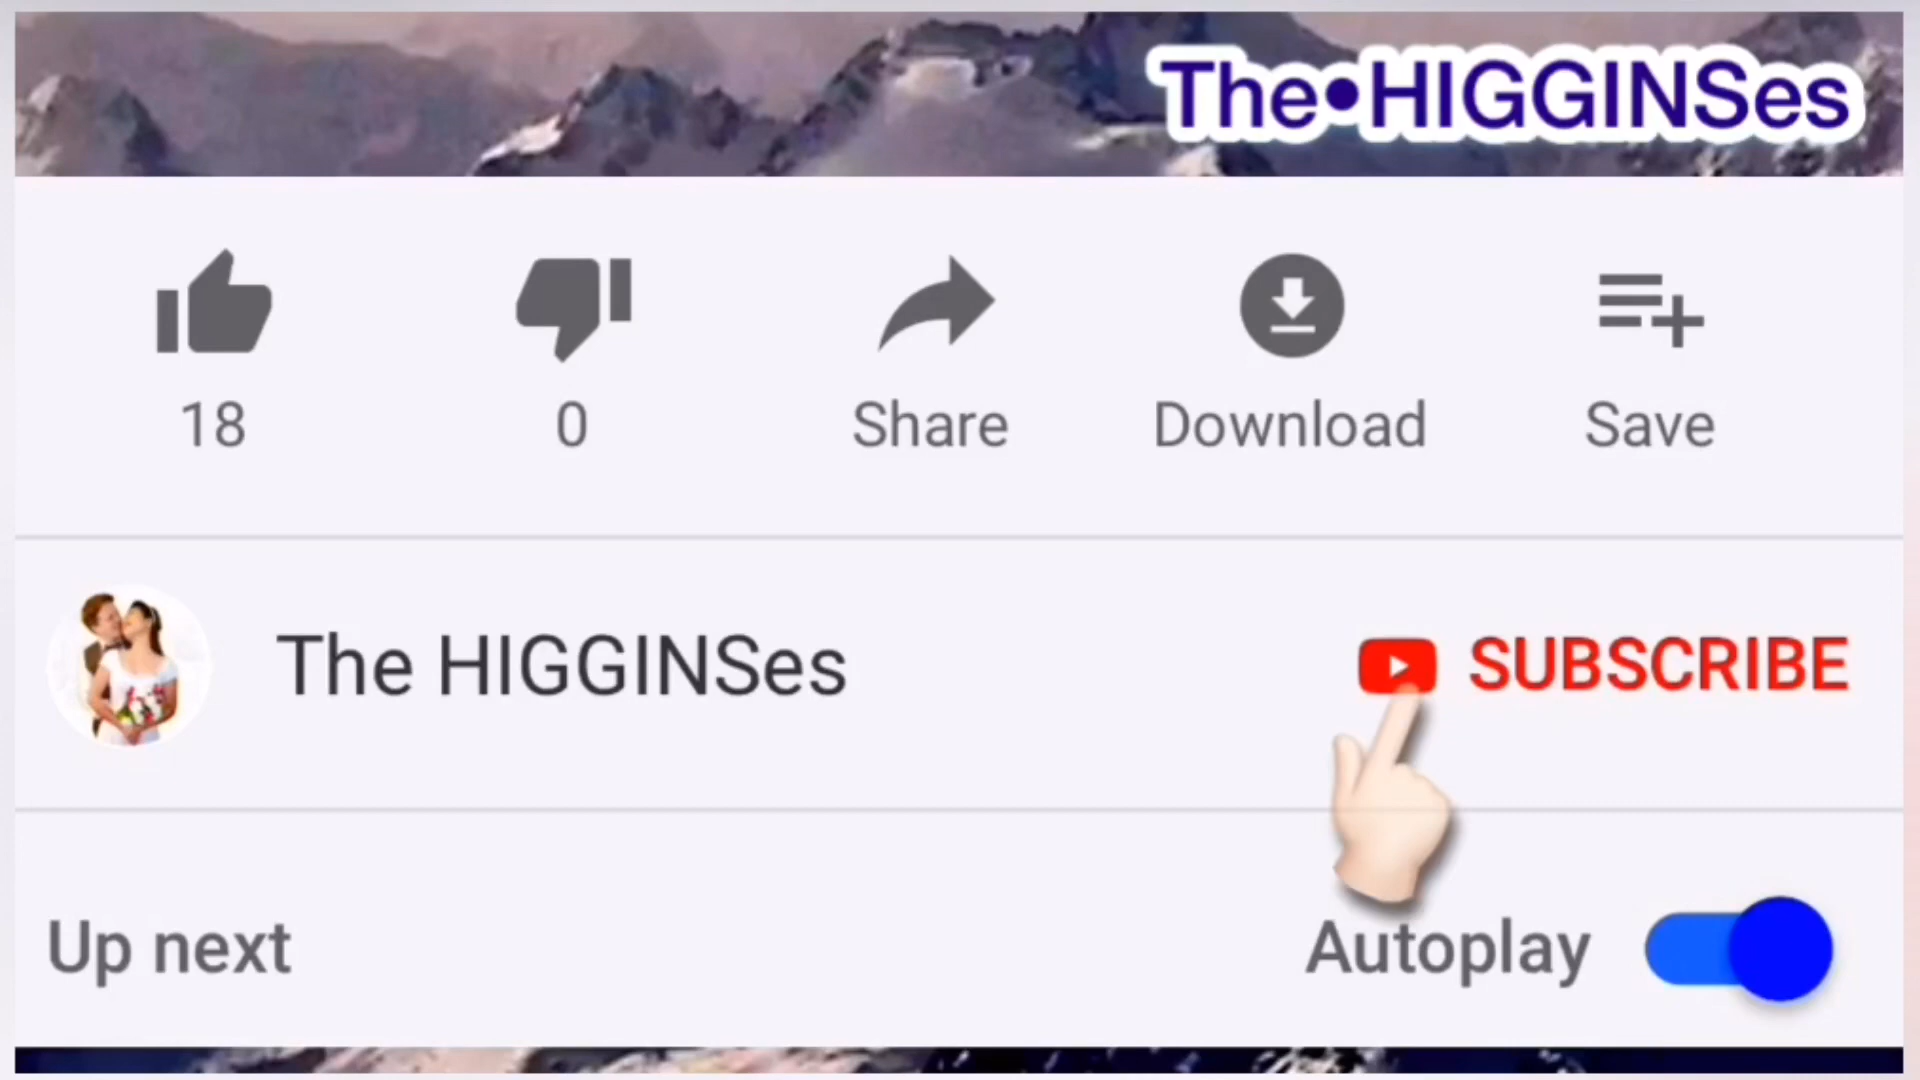 The•HIGGINSes
18 0 Share Download Save
The HIGGINSes SUBSCRIBE
Up next Autoplay